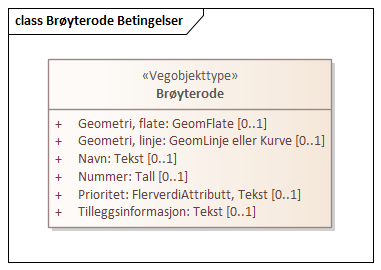 class Brøyterode Betingelser
«Vegobjekttype»
Brøyterode
+ Geometri, flate: GeomFlate [0..1]
+ Geometri, linje: GeomLinje eller Kurve [0..1]
+ Navn: Tekst [0..1]
+ Nummer: Tall [0..1]
+ Prioritet: FlerverdiAttributt, Tekst [0..1]
+ Tilleggsinformasjon: Tekst [0..1]